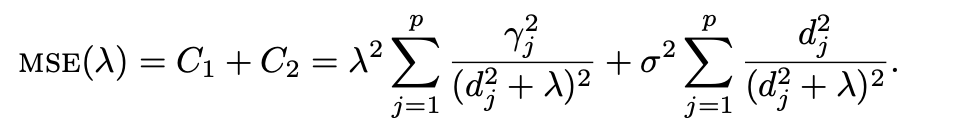 MSE(λ) = C₁ + C₂ = λ² ∑_{j=1}^{p} γ_j² / (d_j² + λ)² + σ² ∑_{j=1}^{p} d_j² / (d_j² + λ)².